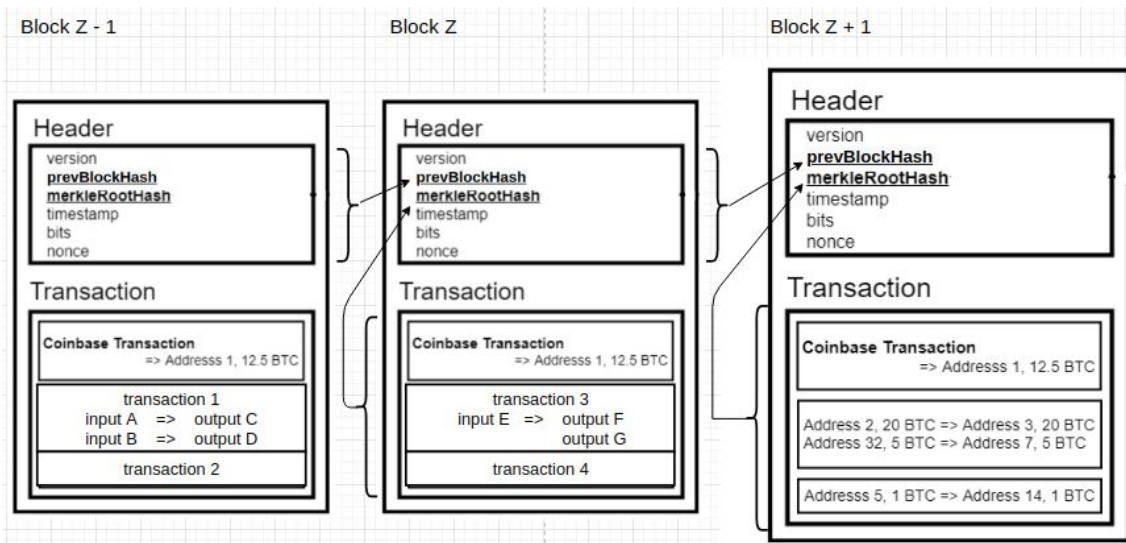 Block Z - 1
Header
version
prevBlockHash
merkleRootHash
timestamp
bits
nonce
Transaction
Coinbase Transaction
=> Addresss 1, 12.5 BTC
transaction 1
input A => output C
input B => output D
transaction 2
Block Z
Header
version
prevBlockHash
merkleRootHash
timestamp
bits
nonce
Transaction
Coinbase Transaction
=> Addresss 1, 12.5 BTC
transaction 3
input E => output F
output G
transaction 4
Block Z + 1
Header
version
prevBlockHash
merkleRootHash
timestamp
bits
nonce
Transaction
Coinbase Transaction
=> Addresss 1, 12.5 BTC
Address 2, 20 BTC => Address 3, 20 BTC
Address 32, 5 BTC => Address 7, 5 BTC
Addresss 5, 1 BTC => Address 14, 1 BTC